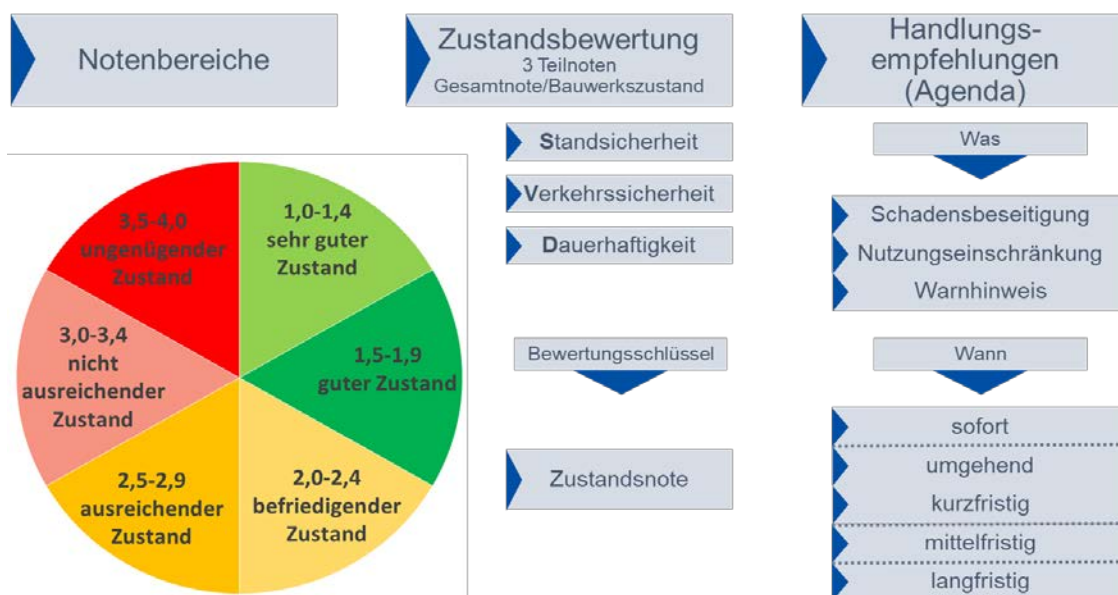 Notenbereiche
1,0-1,4
sehr guter
Zustand
1,5-1,9
guter Zustand
2,0-2,4
befriedigender
Zustand
2,5-2,9
ausreichender
Zustand
3,0-3,4
nicht
ausreichender
Zustand
3,5-4,0
ungenügender
Zustand
Zustandsbewertung
3 Teilnoten
Gesamtnote/Bauwerkszustand
Standsicherheit
Verkehrssicherheit
Dauerhaftigkeit
Bewertungsschlüssel
Zustandsnote
Handlungs-
empfehlungen
(Agenda)
Was
Schadensbeseitigung
Nutzungseinschränkung
Warnhinweis
Wann
sofort
umgehend
kurzfristig
mittelfristig
langfristig